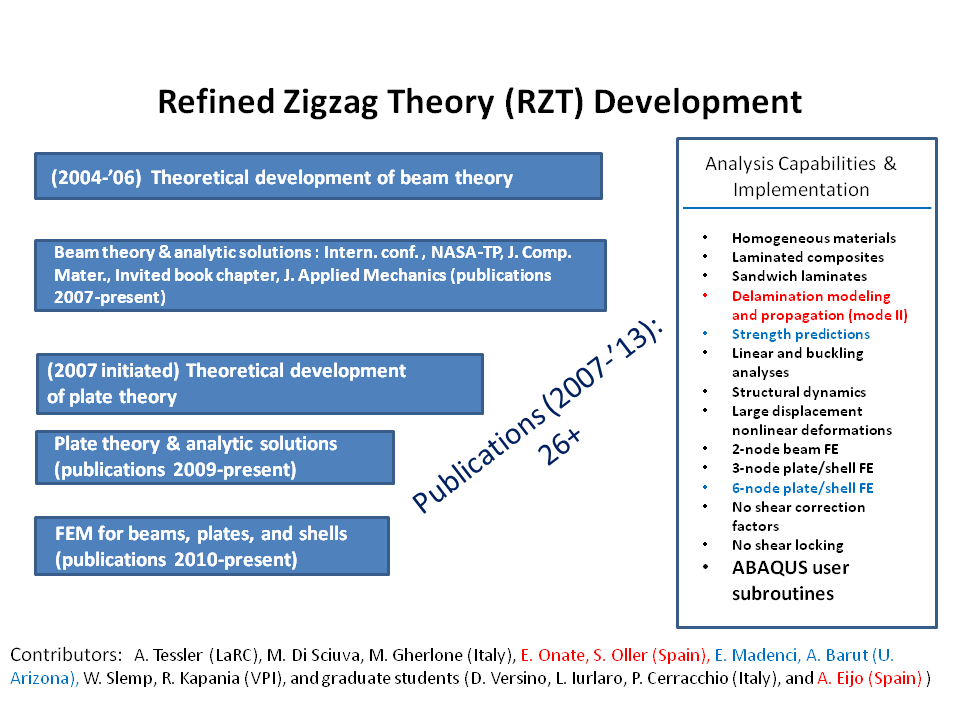 Refined Zigzag Theory (RZT) Development
(2004-’06)  Theoretical development of beam theory
Beam theory & analytic solutions : Intern. conf. , NASA-TP, J. Comp.
Mater., Invited book chapter, J. Applied Mechanics (publications
2007-present)
(2007 initiated) Theoretical development
of plate theory
Plate theory & analytic solutions
(publications 2009-present)
FEM for beams, plates, and shells
(publications 2010-present)
Publications (2007-’13):
26+
Analysis Capabilities &
Implementation
• Homogeneous materials
• Laminated composites
• Sandwich laminates
• Delamination modeling
and propagation (mode II)
• Strength predictions
• Linear and buckling
analyses
• Structural dynamics
• Large displacement
nonlinear deformations
• 2-node beam FE
• 3-node plate/shell FE
• 6-node plate/shell FE
• No shear correction
factors
• No shear locking
• ABAQUS user
subroutines
Contributors:  A. Tessler (LaRC), M. Di Sciuva, M. Gherlone (Italy), E. Onate, S. Oller (Spain), E. Madenci, A. Barut (U.
Arizona), W. Slemp, R. Kapania (VPI), and graduate students (D. Versino, L. Iurlaro, P. Cerracchio (Italy), and A. Eijo (Spain) )